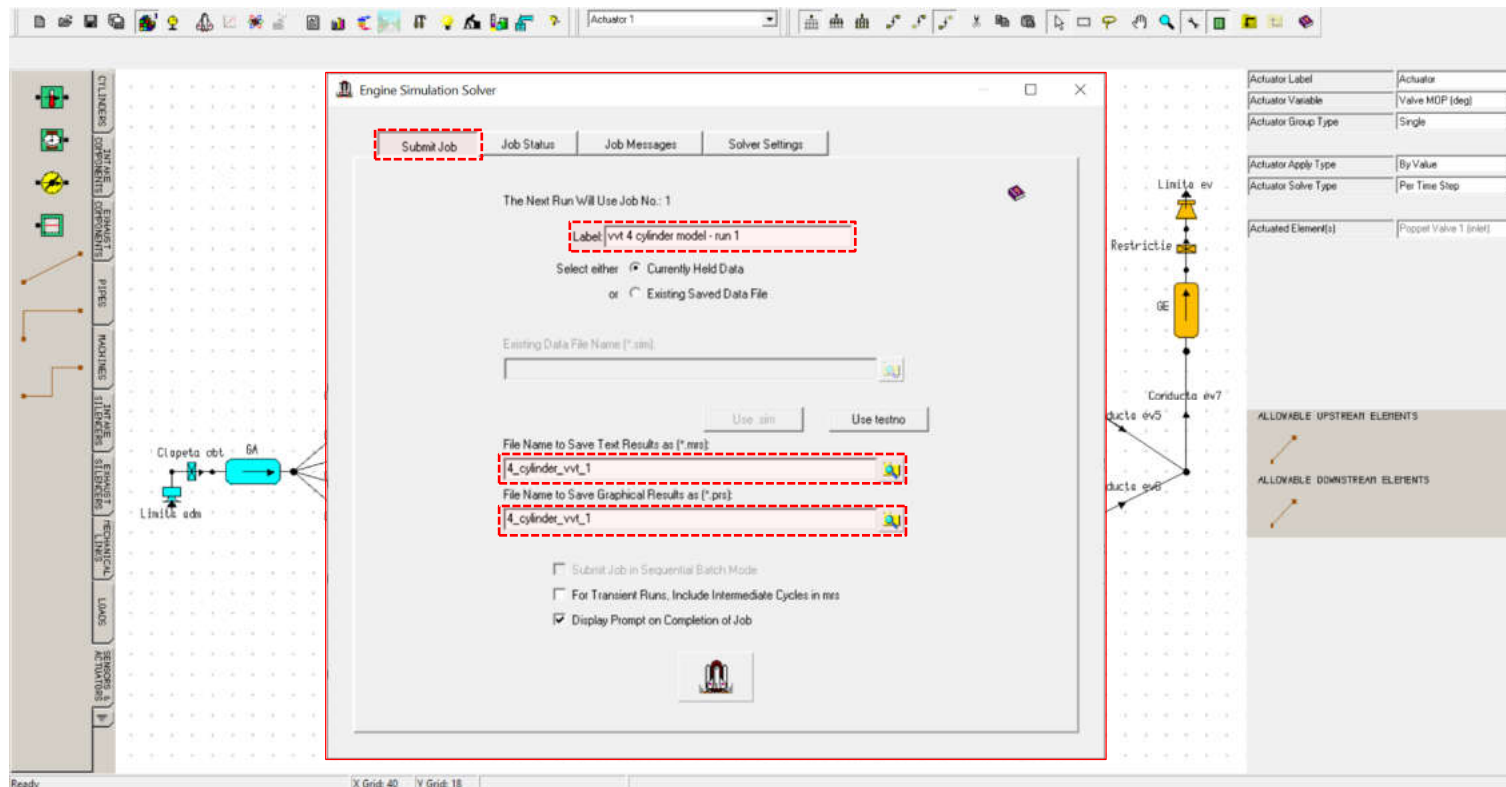 Actuator 1
CYLINDERS
INTAKE COMPONENTS
EXHAUST COMPONENTS
PIPES
MACHINES
INTAKE SILENCERS
EXHAUST SILENCERS
MECHANICAL LINKS
LOADS
SENSORS & ACTUATORS
Clapeta obt
GA
Limita adm
Engine Simulation Solver
Submit Job
Job Status
Job Messages
Solver Settings
The Next Run Will Use Job No.: 1
Label: vvt 4 cylinder model - run 1
Select either Currently Held Data
or Existing Saved Data File
Existing Data File Name (*.sim):
Use .sim
Use testno
File Name to Save Text Results as (*.mrs):
4_cylinder_vvt_1
File Name to Save Graphical Results as (*.prs):
4_cylinder_vvt_1
Submit Job in Sequential Batch Mode
For Transient Runs, Include Intermediate Cycles in mrs
Display Prompt on Completion of Job
Limita ev
Restrictie
GE
Conducta ev7
ducta ev5
ducta ev6
Actuator Label Actuator
Actuator Variable Valve MOP (deg)
Actuator Group Type Single
Actuator Apply Type By Value
Actuator Solve Type Per Time Step
Actuated Element(s) Poppet Valve 1 (inlet)
ALLOWABLE UPSTREAM ELEMENTS
ALLOWABLE DOWNSTREAM ELEMENTS
Ready
X Grid: 40 Y Grid: 18